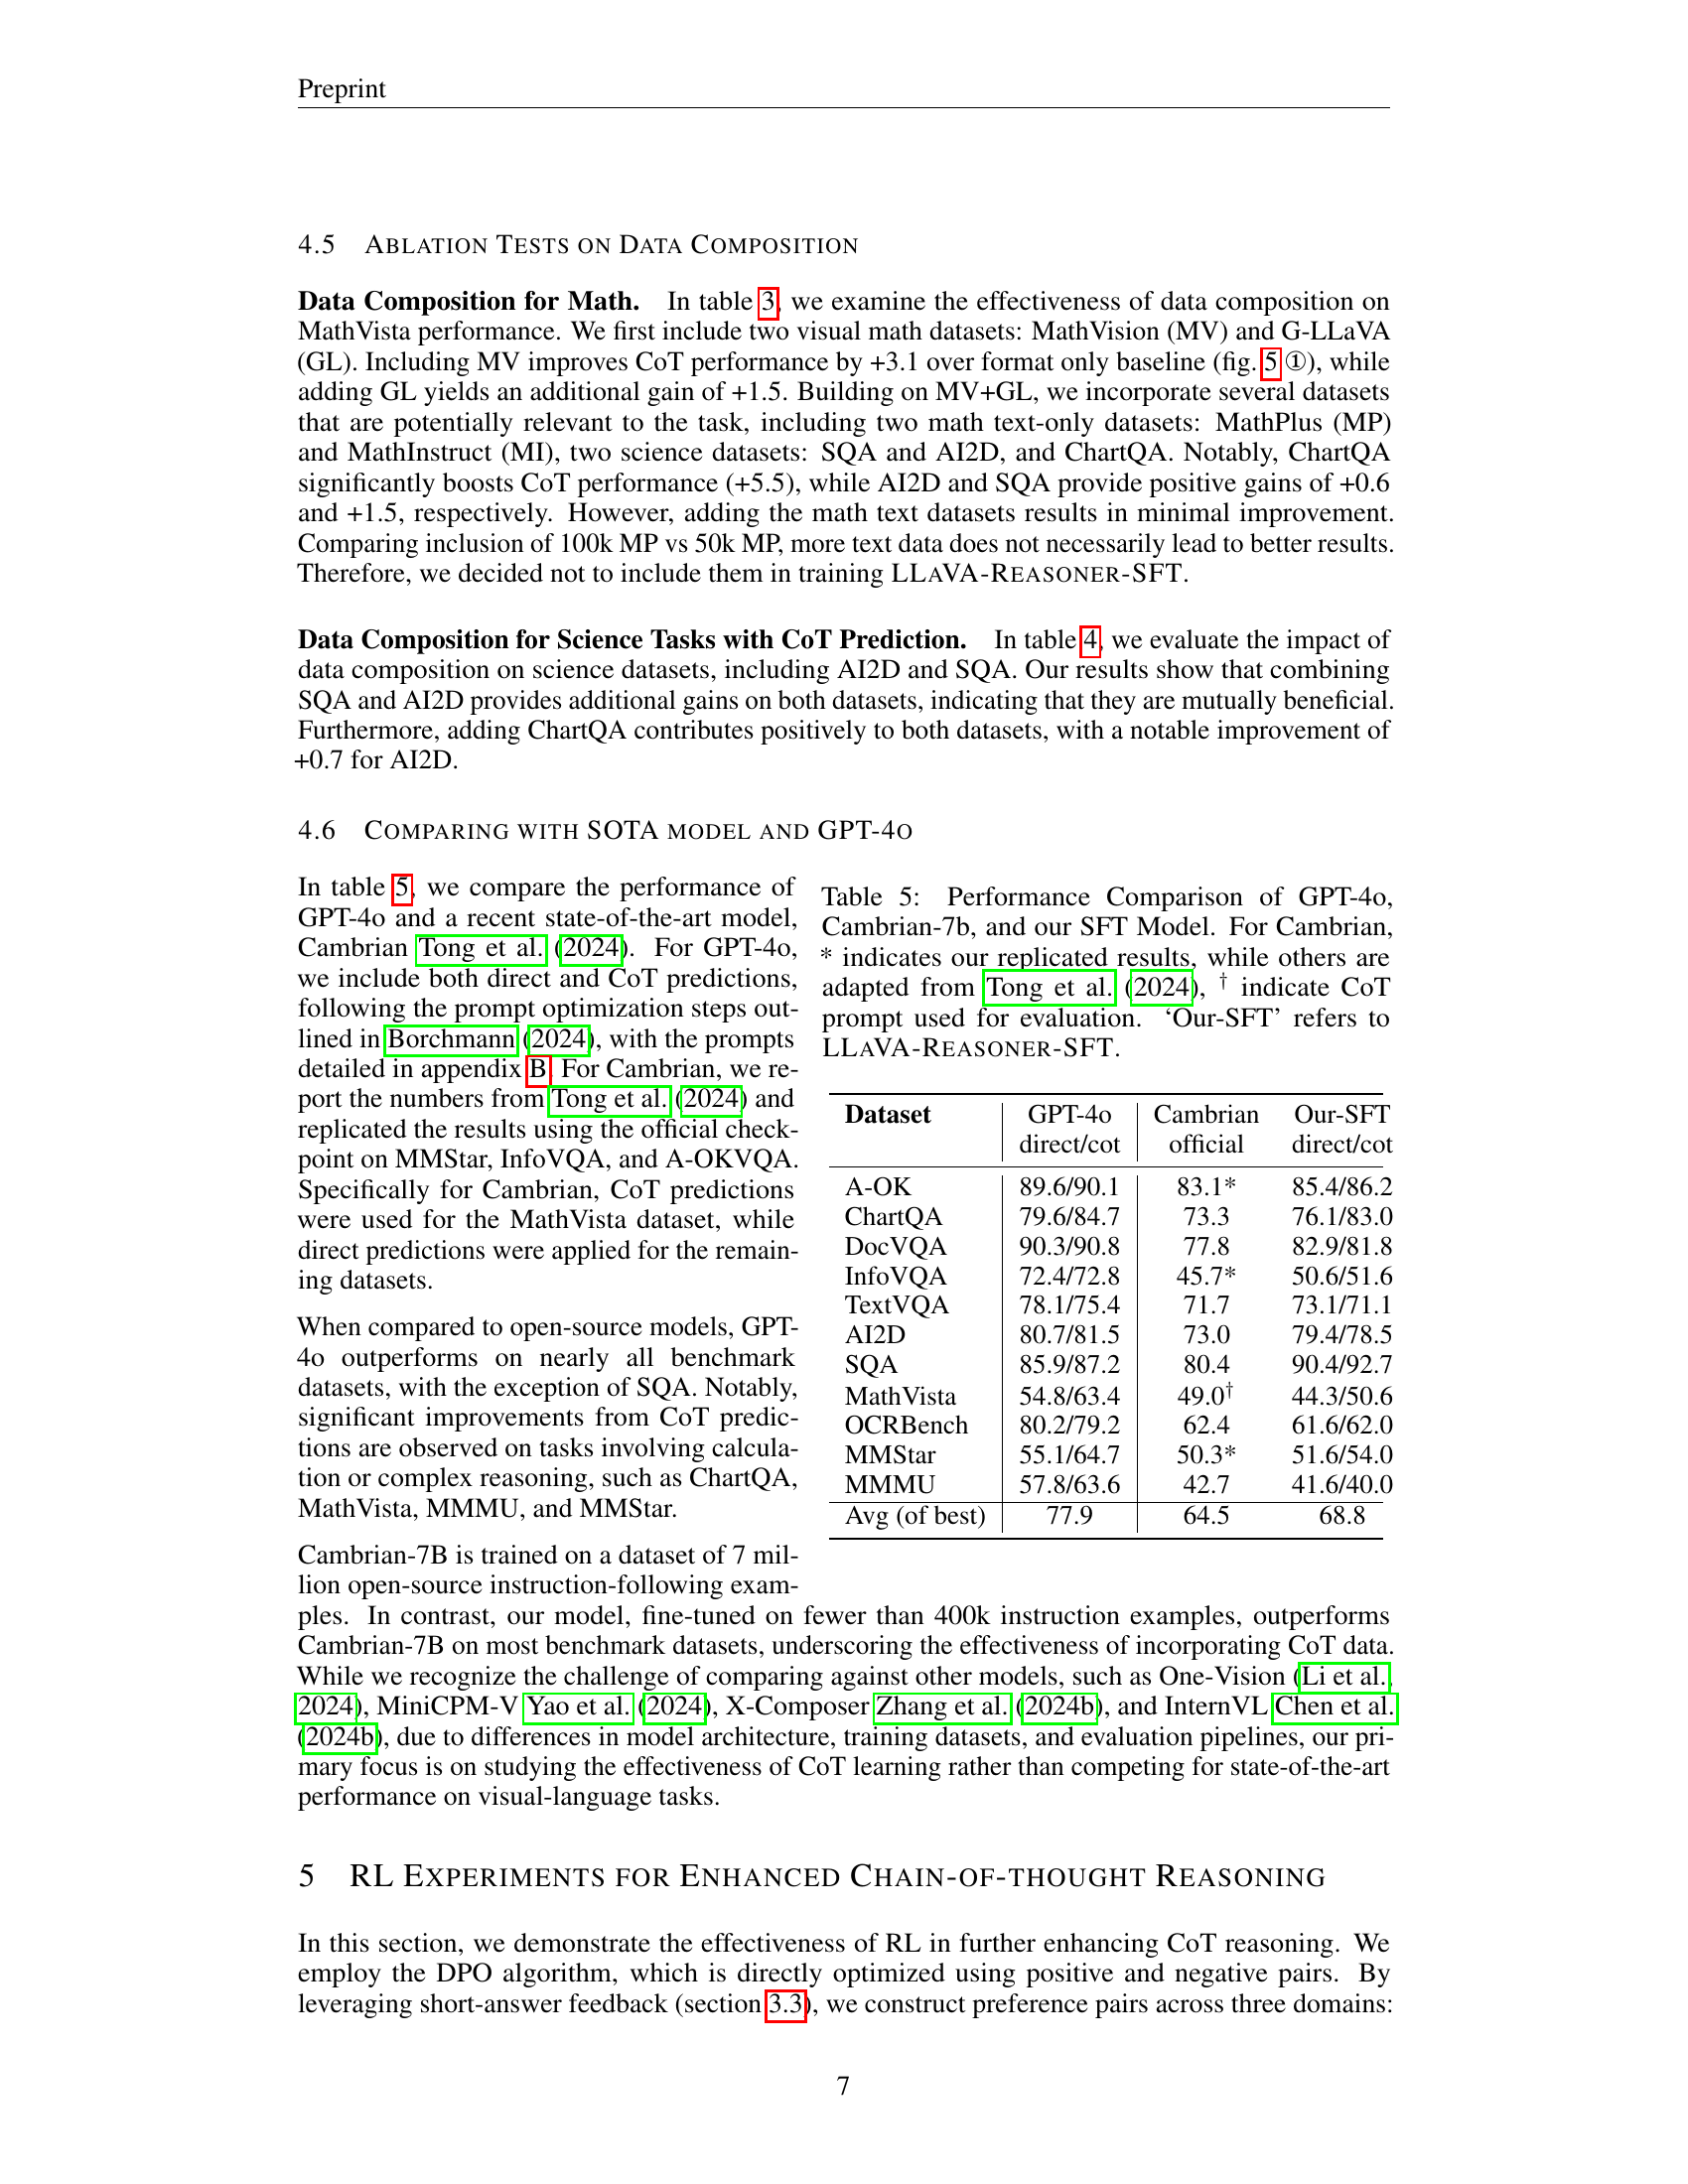 Preprint
4.5 ABLATION TESTS ON DATA COMPOSITION
Data Composition for Math. In table 3, we examine the effectiveness of data composition on
MathVista performance. We first include two visual math datasets: MathVision (MV) and G-LLaVA
(GL). Including MV improves CoT performance by +3.1 over format only baseline (fig. 5 ①), while
adding GL yields an additional gain of +1.5. Building on MV+GL, we incorporate several datasets
that are potentially relevant to the task, including two math text-only datasets: MathPlus (MP)
and MathInstruct (MI), two science datasets: SQA and AI2D, and ChartQA. Notably, ChartQA
significantly boosts CoT performance (+5.5), while AI2D and SQA provide positive gains of +0.6
and +1.5, respectively. However, adding the math text datasets results in minimal improvement.
Comparing inclusion of 100k MP vs 50k MP, more text data does not necessarily lead to better results.
Therefore, we decided not to include them in training LLAVA-REASONER-SFT.
Data Composition for Science Tasks with CoT Prediction. In table 4, we evaluate the impact of
data composition on science datasets, including AI2D and SQA. Our results show that combining
SQA and AI2D provides additional gains on both datasets, indicating that they are mutually beneficial.
Furthermore, adding ChartQA contributes positively to both datasets, with a notable improvement of
+0.7 for AI2D.
4.6 COMPARING WITH SOTA MODEL AND GPT-4O
In table 5, we compare the performance of
GPT-4o and a recent state-of-the-art model,
Cambrian Tong et al. (2024). For GPT-4o,
we include both direct and CoT predictions,
following the prompt optimization steps out-
lined in Borchmann (2024), with the prompts
detailed in appendix B. For Cambrian, we re-
port the numbers from Tong et al. (2024) and
replicated the results using the official check-
point on MMStar, InfoVQA, and A-OKVQA.
Specifically for Cambrian, CoT predictions
were used for the MathVista dataset, while
direct predictions were applied for the remain-
ing datasets.
When compared to open-source models, GPT-
4o outperforms on nearly all benchmark
datasets, with the exception of SQA. Notably,
significant improvements from CoT predic-
tions are observed on tasks involving calcula-
tion or complex reasoning, such as ChartQA,
MathVista, MMMU, and MMStar.
Cambrian-7B is trained on a dataset of 7 mil-
lion open-source instruction-following exam-
Table 5: Performance Comparison of GPT-4o,
Cambrian-7b, and our SFT Model. For Cambrian,
* indicates our replicated results, while others are
adapted from Tong et al. (2024), † indicate CoT
prompt used for evaluation. ‘Our-SFT’ refers to
LLAVA-REASONER-SFT.
Dataset GPT-4o Cambrian Our-SFT
direct/cot official direct/cot
A-OK 89.6/90.1 83.1* 85.4/86.2
ChartQA 79.6/84.7 73.3 76.1/83.0
DocVQA 90.3/90.8 77.8 82.9/81.8
InfoVQA 72.4/72.8 45.7* 50.6/51.6
TextVQA 78.1/75.4 71.7 73.1/71.1
AI2D 80.7/81.5 73.0 79.4/78.5
SQA 85.9/87.2 80.4 90.4/92.7
MathVista 54.8/63.4 49.0† 44.3/50.6
OCRBench 80.2/79.2 62.4 61.6/62.0
MMStar 55.1/64.7 50.3* 51.6/54.0
MMMU 57.8/63.6 42.7 41.6/40.0
Avg (of best) 77.9 64.5 68.8
ples. In contrast, our model, fine-tuned on fewer than 400k instruction examples, outperforms
Cambrian-7B on most benchmark datasets, underscoring the effectiveness of incorporating CoT data.
While we recognize the challenge of comparing against other models, such as One-Vision (Li et al.,
2024), MiniCPM-V Yao et al. (2024), X-Composer Zhang et al. (2024b), and InternVL Chen et al.
(2024b), due to differences in model architecture, training datasets, and evaluation pipelines, our pri-
mary focus is on studying the effectiveness of CoT learning rather than competing for state-of-the-art
performance on visual-language tasks.
5 RL EXPERIMENTS FOR ENHANCED CHAIN-OF-THOUGHT REASONING
In this section, we demonstrate the effectiveness of RL in further enhancing CoT reasoning. We
employ the DPO algorithm, which is directly optimized using positive and negative pairs. By
leveraging short-answer feedback (section 3.3), we construct preference pairs across three domains:
7